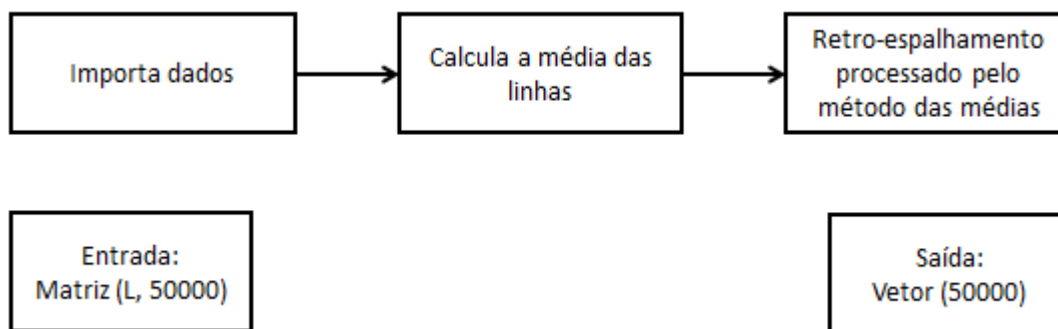 Importa dados
Calcula a média das
linhas
Retro-espalhamento
processado pelo
método das médias
Entrada:
Matriz (L, 50000)
Saída:
Vetor (50000)